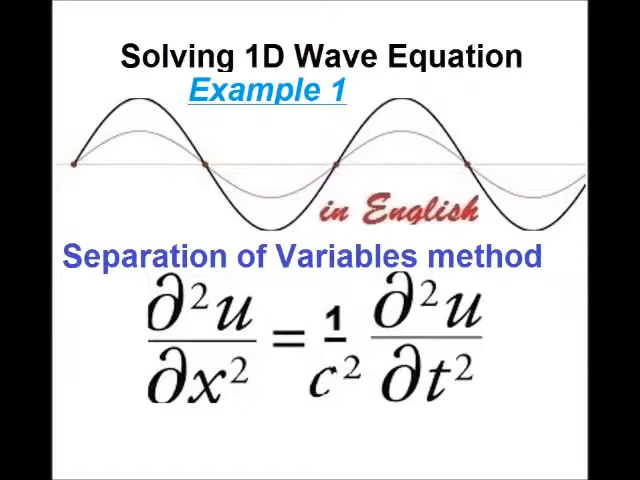 Solving 1D Wave Equation
Example 1
in English
Separation of Variables method
∂²u/∂x² = 1/c² ∂²u/∂t²